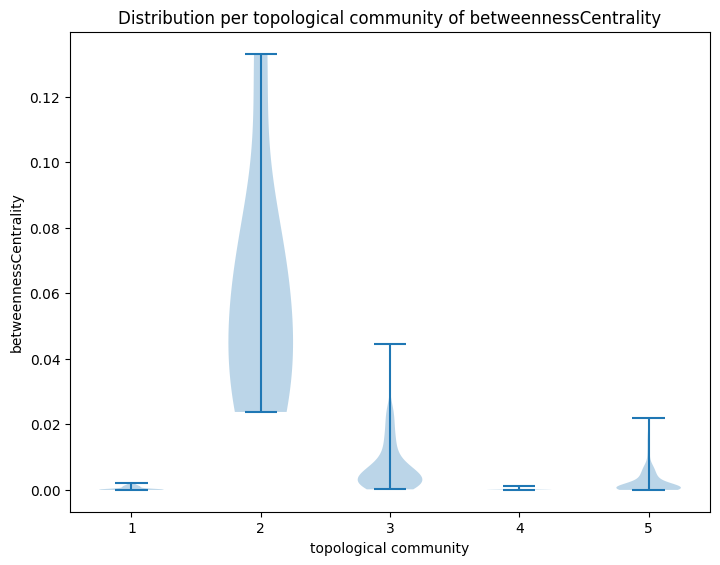 Distribution per topological community of betweennessCentrality
betweennessCentrality
0.12
0.10
0.08
0.06
0.04
0.02
0.00
1 2 3 4 5
topological community